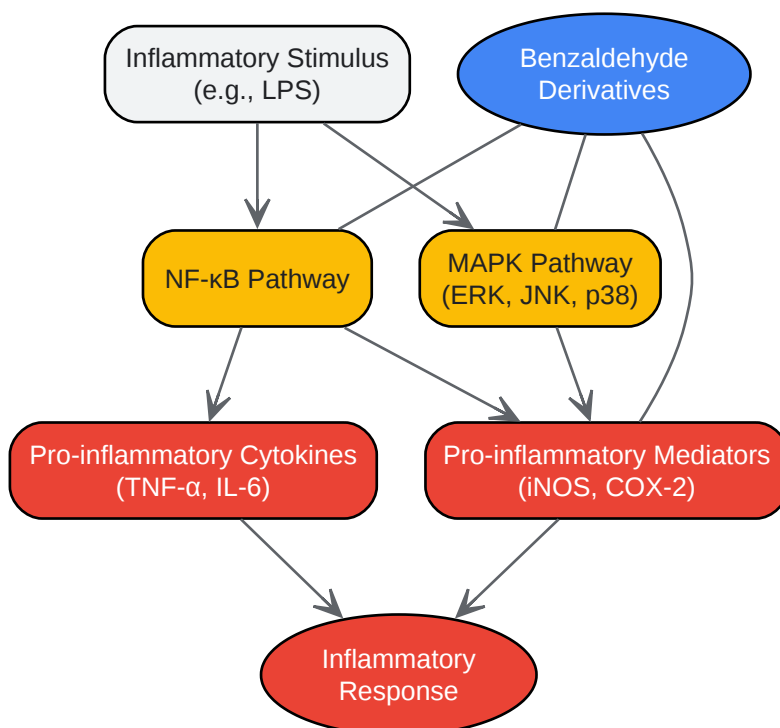 Inflammatory Stimulus
(e.g., LPS)
Benzaldehyde
Derivatives
NF-κB Pathway
MAPK Pathway
(ERK, JNK, p38)
Pro-inflammatory Cytokines
(TNF-α, IL-6)
Pro-inflammatory Mediators
(iNOS, COX-2)
Inflammatory
Response